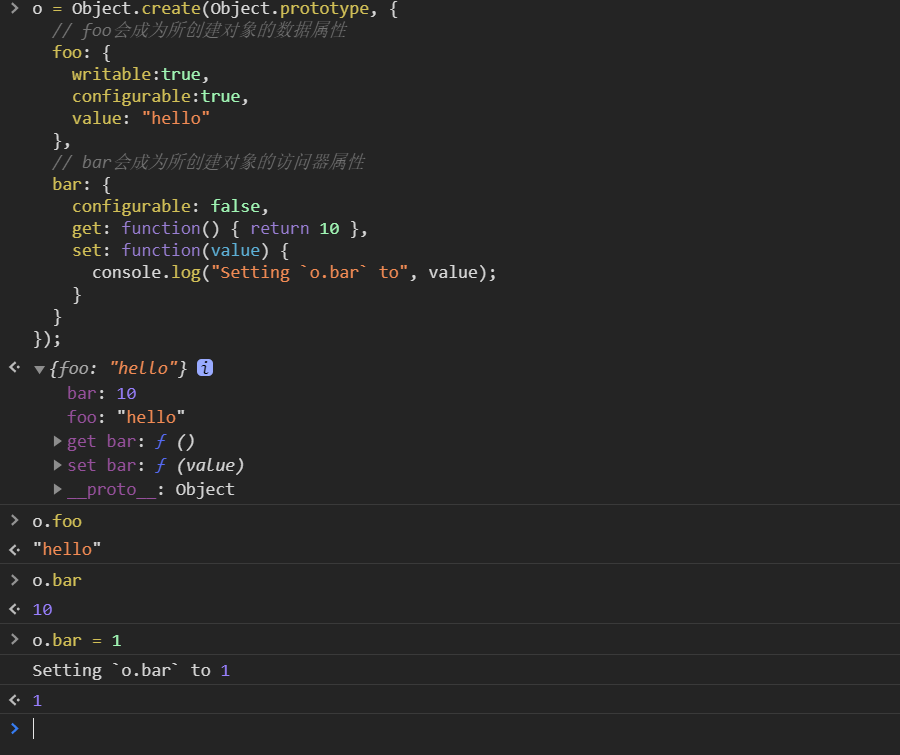 > o = Object.create(Object.prototype, {
// foo会成为所创建对象的数据属性
foo: {
writable:true,
configurable:true,
value: "hello"
},
// bar会成为所创建对象的访问器属性
bar: {
configurable: false,
get: function() { return 10 },
set: function(value) {
console.log("Setting `o.bar` to", value);
}
}
});
{foo: "hello"} i
bar: 10
foo: "hello"
get bar: ƒ ()
set bar: ƒ (value)
__proto__: Object
> o.foo
"hello"
> o.bar
10
> o.bar = 1
Setting `o.bar` to 1
1
>